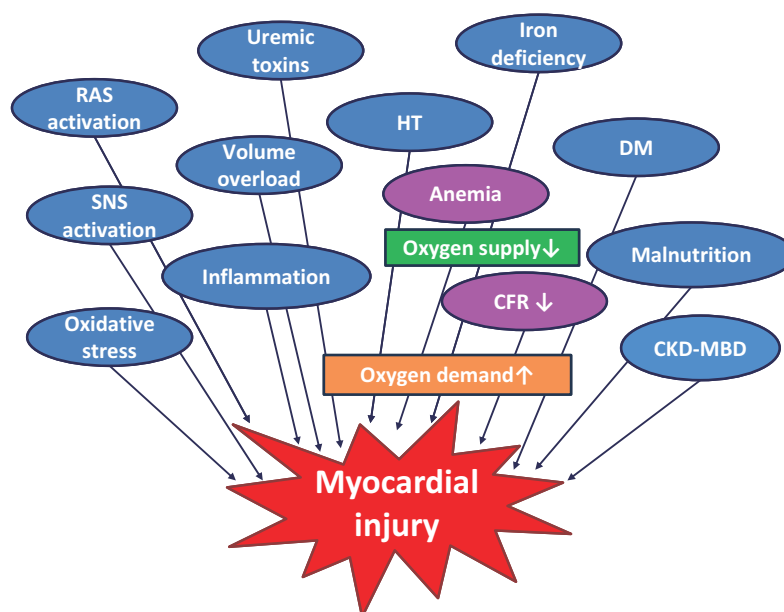 Uremic
toxins
Iron
deficiency
RAS
activation
HT
DM
Volume
overload
Anemia
SNS
activation
Oxygen supply↓
Malnutrition
Inflammation
CFR ↓
Oxidative
stress
CKD-MBD
Oxygen demand↑
Myocardial
injury